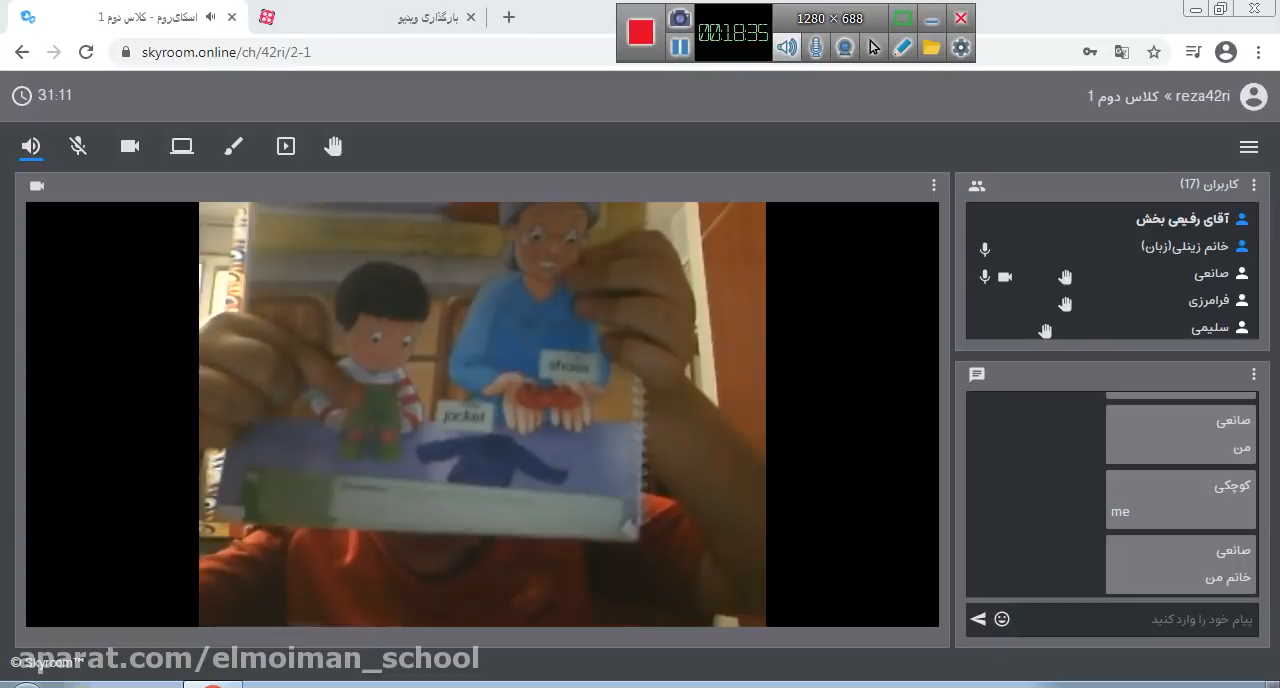 اسکای‌روم - کلاس دوم 1
بارگذاری ویدیو
00:18:35
1280 × 688
skyroom.online/ch/42ri/2-1
31:11
reza42ri » کلاس دوم 1
کاربران (17)
آقای رفیعی بخش
خانم زینلی(زبان)
صانعی
فرامرزی
سلیمی
shoes
jacket
صانعی
من
کوچکی
me
صانعی
خانم من
پیام خود را وارد کنید
© Skyroom™
aparat.com/elmoiman_school